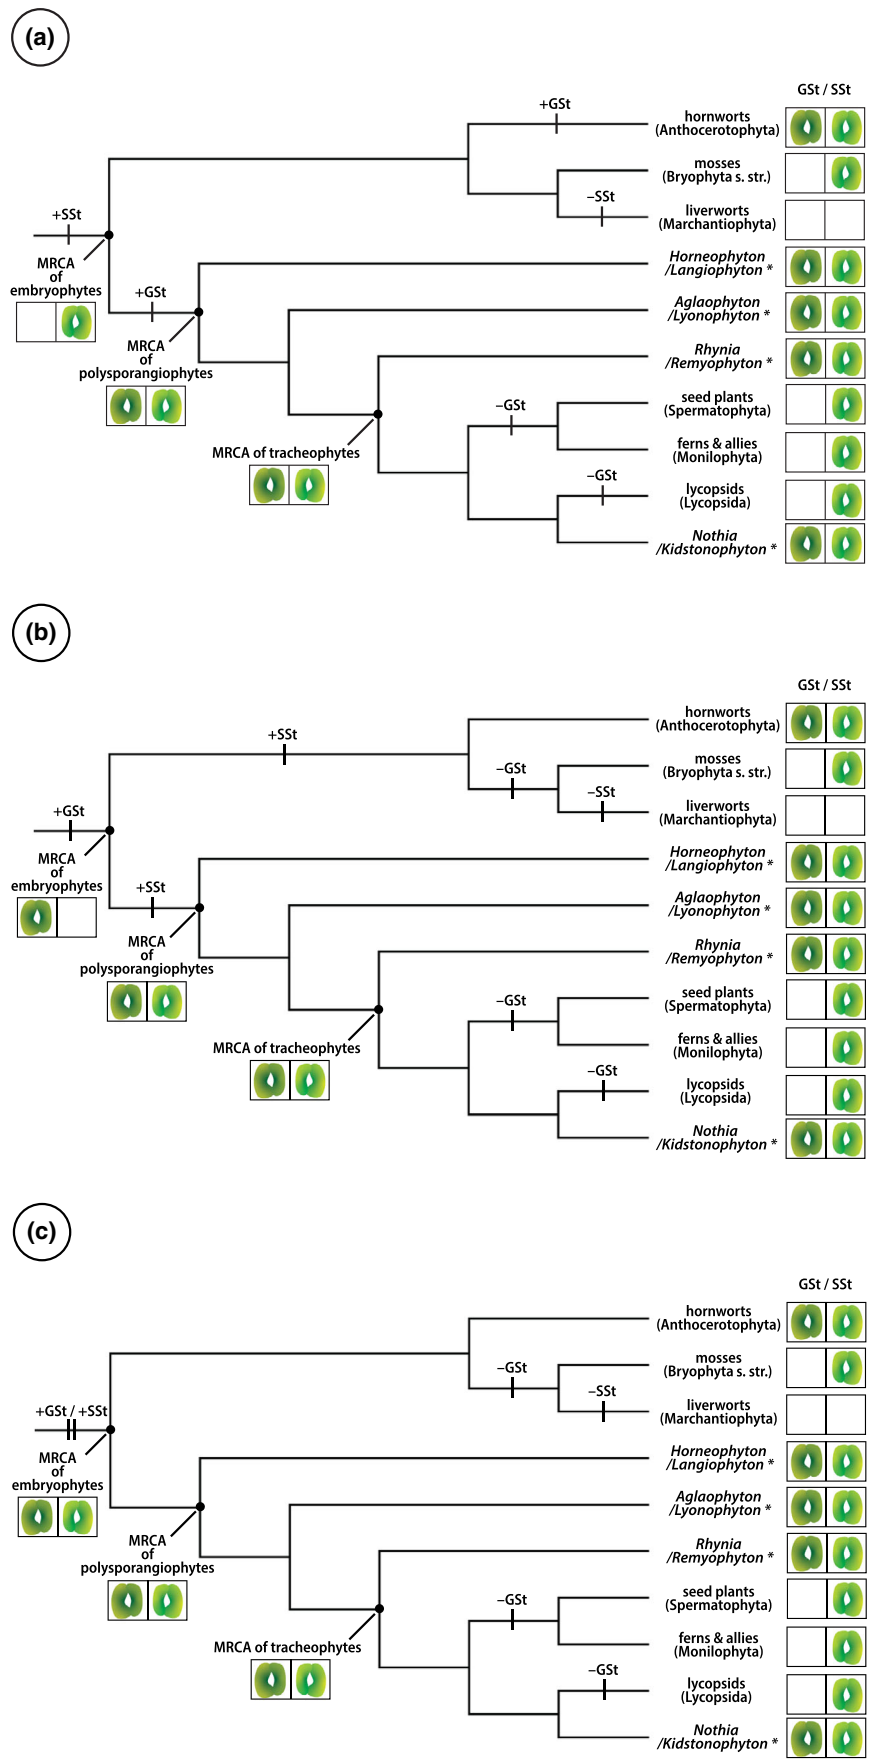 (a)
GSt / SSt
+GSt
hornworts
(Anthocerotophyta)
mosses
(Bryophyta s. str.)
–SSt
liverworts
(Marchantiophyta)
+SSt
MRCA
of
embryophytes
Horneophyton
/Langiophyton *
+GSt
Aglaophyton
/Lyonophyton *
MRCA
of
polysporangiophytes
Rhynia
/Remyophyton *
–GSt
seed plants
(Spermatophyta)
MRCA of tracheophytes
ferns & allies
(Monilophyta)
–GSt
lycopsids
(Lycopsida)
Nothia
/Kidstonophyton *
(b)
GSt / SSt
+SSt
hornworts
(Anthocerotophyta)
–GSt
mosses
(Bryophyta s. str.)
–SSt
liverworts
(Marchantiophyta)
+GSt
MRCA
of
embryophytes
Horneophyton
/Langiophyton *
+SSt
Aglaophyton
/Lyonophyton *
MRCA
of
polysporangiophytes
Rhynia
/Remyophyton *
–GSt
seed plants
(Spermatophyta)
MRCA of tracheophytes
ferns & allies
(Monilophyta)
–GSt
lycopsids
(Lycopsida)
Nothia
/Kidstonophyton *
(c)
GSt / SSt
hornworts
(Anthocerotophyta)
–GSt
mosses
(Bryophyta s. str.)
–SSt
liverworts
(Marchantiophyta)
+GSt / +SSt
MRCA
of
embryophytes
Horneophyton
/Langiophyton *
Aglaophyton
/Lyonophyton *
MRCA
of
polysporangiophytes
Rhynia
/Remyophyton *
–GSt
seed plants
(Spermatophyta)
MRCA of tracheophytes
ferns & allies
(Monilophyta)
–GSt
lycopsids
(Lycopsida)
Nothia
/Kidstonophyton *